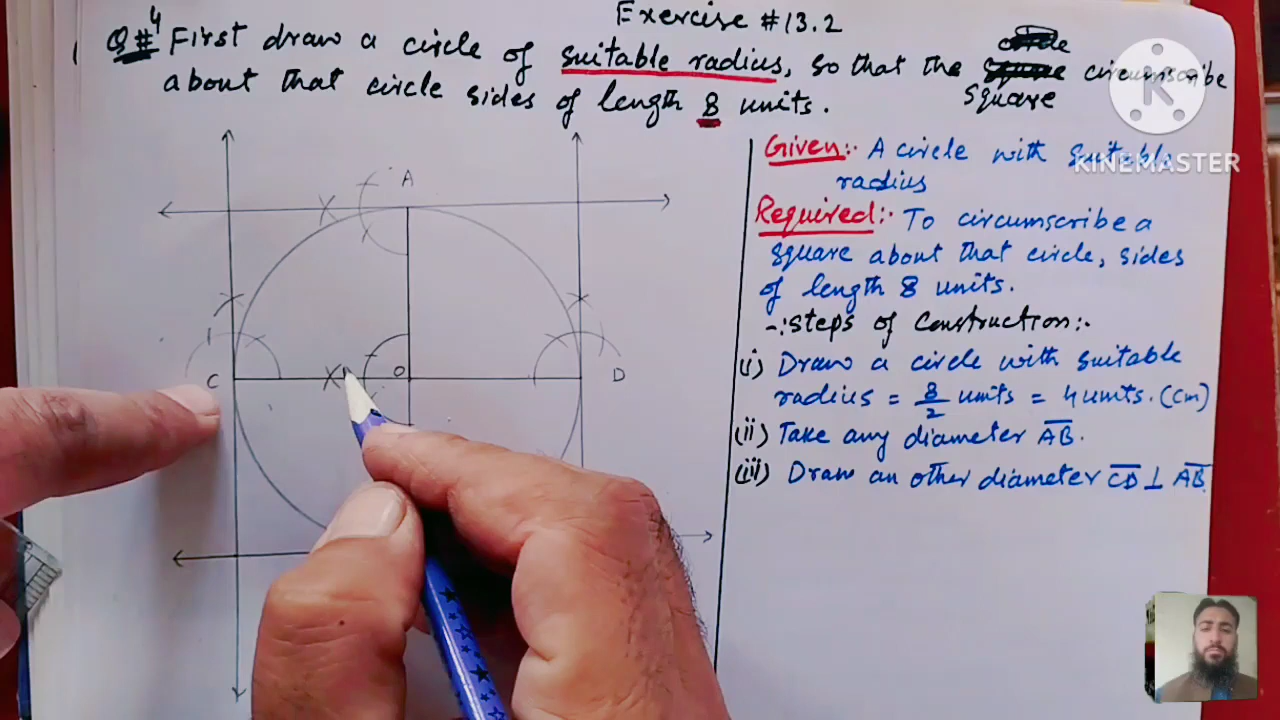 Exercise #13.2
Q#4 First draw a circle of suitable radius, so that the circumscribe
square
about that circle sides of length 8 units.
K
KINEMASTER
Given:- A circle with suitable
radius
Required:- To circumscribe a
square about that circle, sides
of length 8 units.
-:steps of Construction:-
(i) Draw a circle with suitable
radius = 8/2 units = 4 units. (cm)
(ii) Take any diameter AB.
(iii) Draw an other diameter CD ⊥ AB.
A
C
O
D